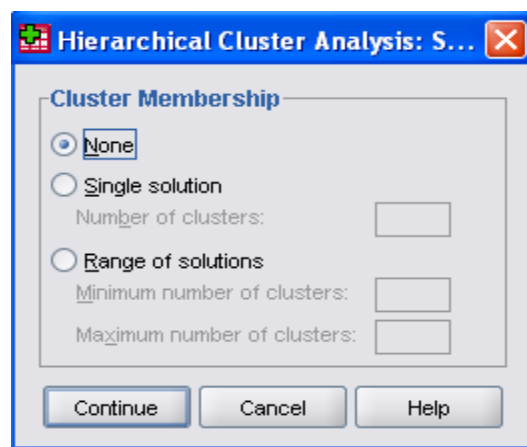 Hierarchical Cluster Analysis: S...
Cluster Membership
None
Single solution
Number of clusters:
Range of solutions
Minimum number of clusters:
Maximum number of clusters:
Continue Cancel Help